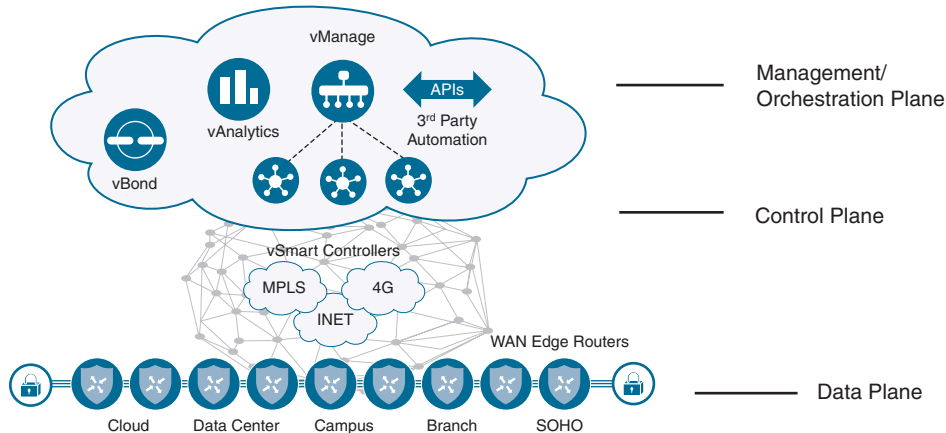 vManage
APIs
vAnalytics
3rd Party
Automation
vBond
Management/
Orchestration Plane
Control Plane
vSmart Controllers
MPLS
4G
INET
WAN Edge Routers
Data Plane
Cloud
Data Center
Campus
Branch
SOHO